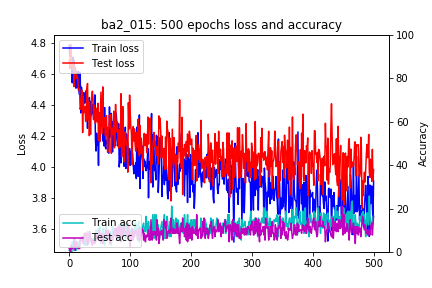 ba2_015: 500 epochs loss and accuracy
4.8
4.6
4.4
4.2
4.0
3.8
3.6
Loss
Train loss
Test loss
Train acc
Test acc
100
80
60
40
20
0
Accuracy
0
100
200
300
400
500